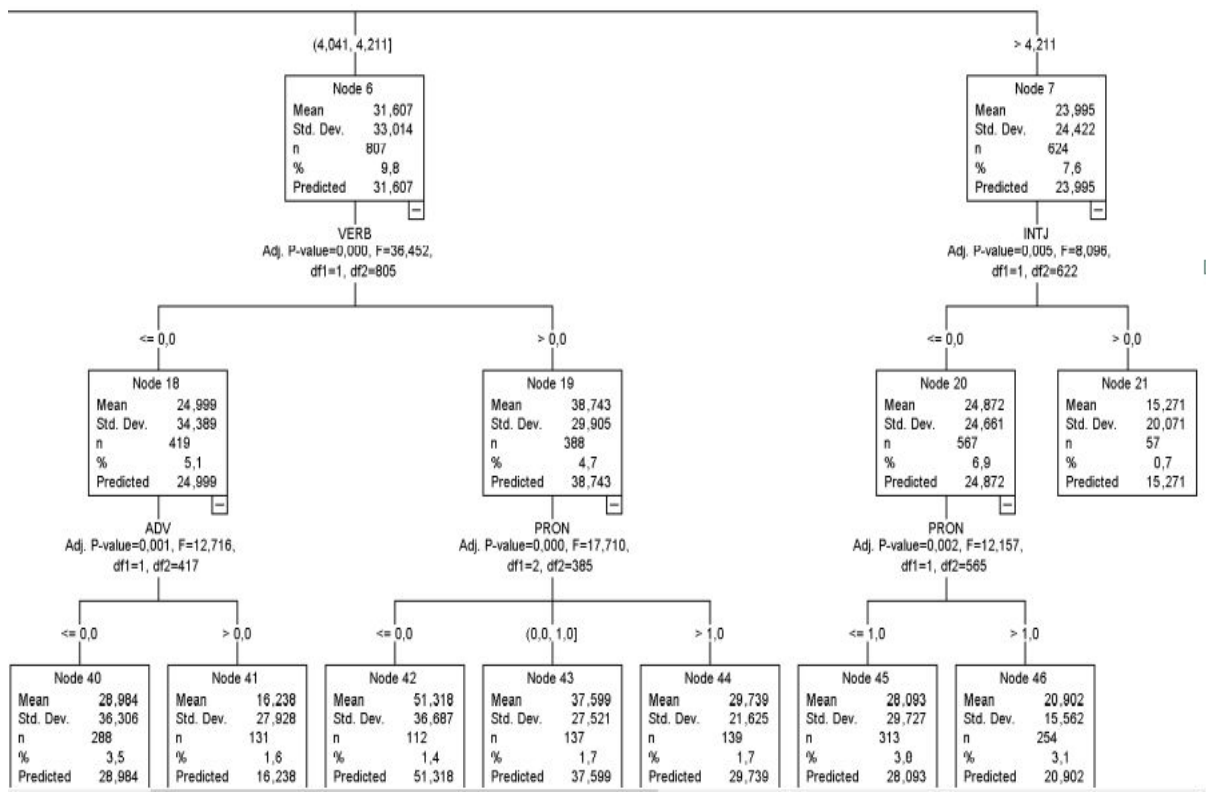 (4,041, 4,211]
> 4,211
Node 6
Mean 31,607
Std. Dev. 33,014
n 807
% 9,8
Predicted 31,607
Node 7
Mean 23,995
Std. Dev. 24,422
n 624
% 7,6
Predicted 23,995
VERB
Adj. P-value=0,000, F=36,452,
df1=1, df2=805
INTJ
Adj. P-value=0,005, F=8,096,
df1=1, df2=622
<= 0,0
> 0,0
<= 0,0
> 0,0
Node 18
Mean 24,999
Std. Dev. 34,389
n 419
% 5,1
Predicted 24,999
Node 19
Mean 38,743
Std. Dev. 29,905
n 388
% 4,7
Predicted 38,743
Node 20
Mean 24,872
Std. Dev. 24,661
n 567
% 6,9
Predicted 24,872
Node 21
Mean 15,271
Std. Dev. 20,071
n 57
% 0,7
Predicted 15,271
ADV
Adj. P-value=0,001, F=12,716,
df1=1, df2=417
PRON
Adj. P-value=0,000, F=17,710,
df1=2, df2=385
PRON
Adj. P-value=0,002, F=12,157,
df1=1, df2=565
<= 0,0
> 0,0
<= 0,0
(0,0, 1,0]
> 1,0
<= 1,0
> 1,0
Node 40
Mean 28,984
Std. Dev. 36,306
n 288
% 3,5
Predicted 28,984
Node 41
Mean 16,238
Std. Dev. 27,928
n 131
% 1,6
Predicted 16,238
Node 42
Mean 51,318
Std. Dev. 36,687
n 112
% 1,4
Predicted 51,318
Node 43
Mean 37,599
Std. Dev. 27,521
n 137
% 1,7
Predicted 37,599
Node 44
Mean 29,739
Std. Dev. 21,625
n 139
% 1,7
Predicted 29,739
Node 45
Mean 28,093
Std. Dev. 29,727
n 313
% 3,8
Predicted 28,093
Node 46
Mean 20,902
Std. Dev. 15,562
n 254
% 3,1
Predicted 20,902